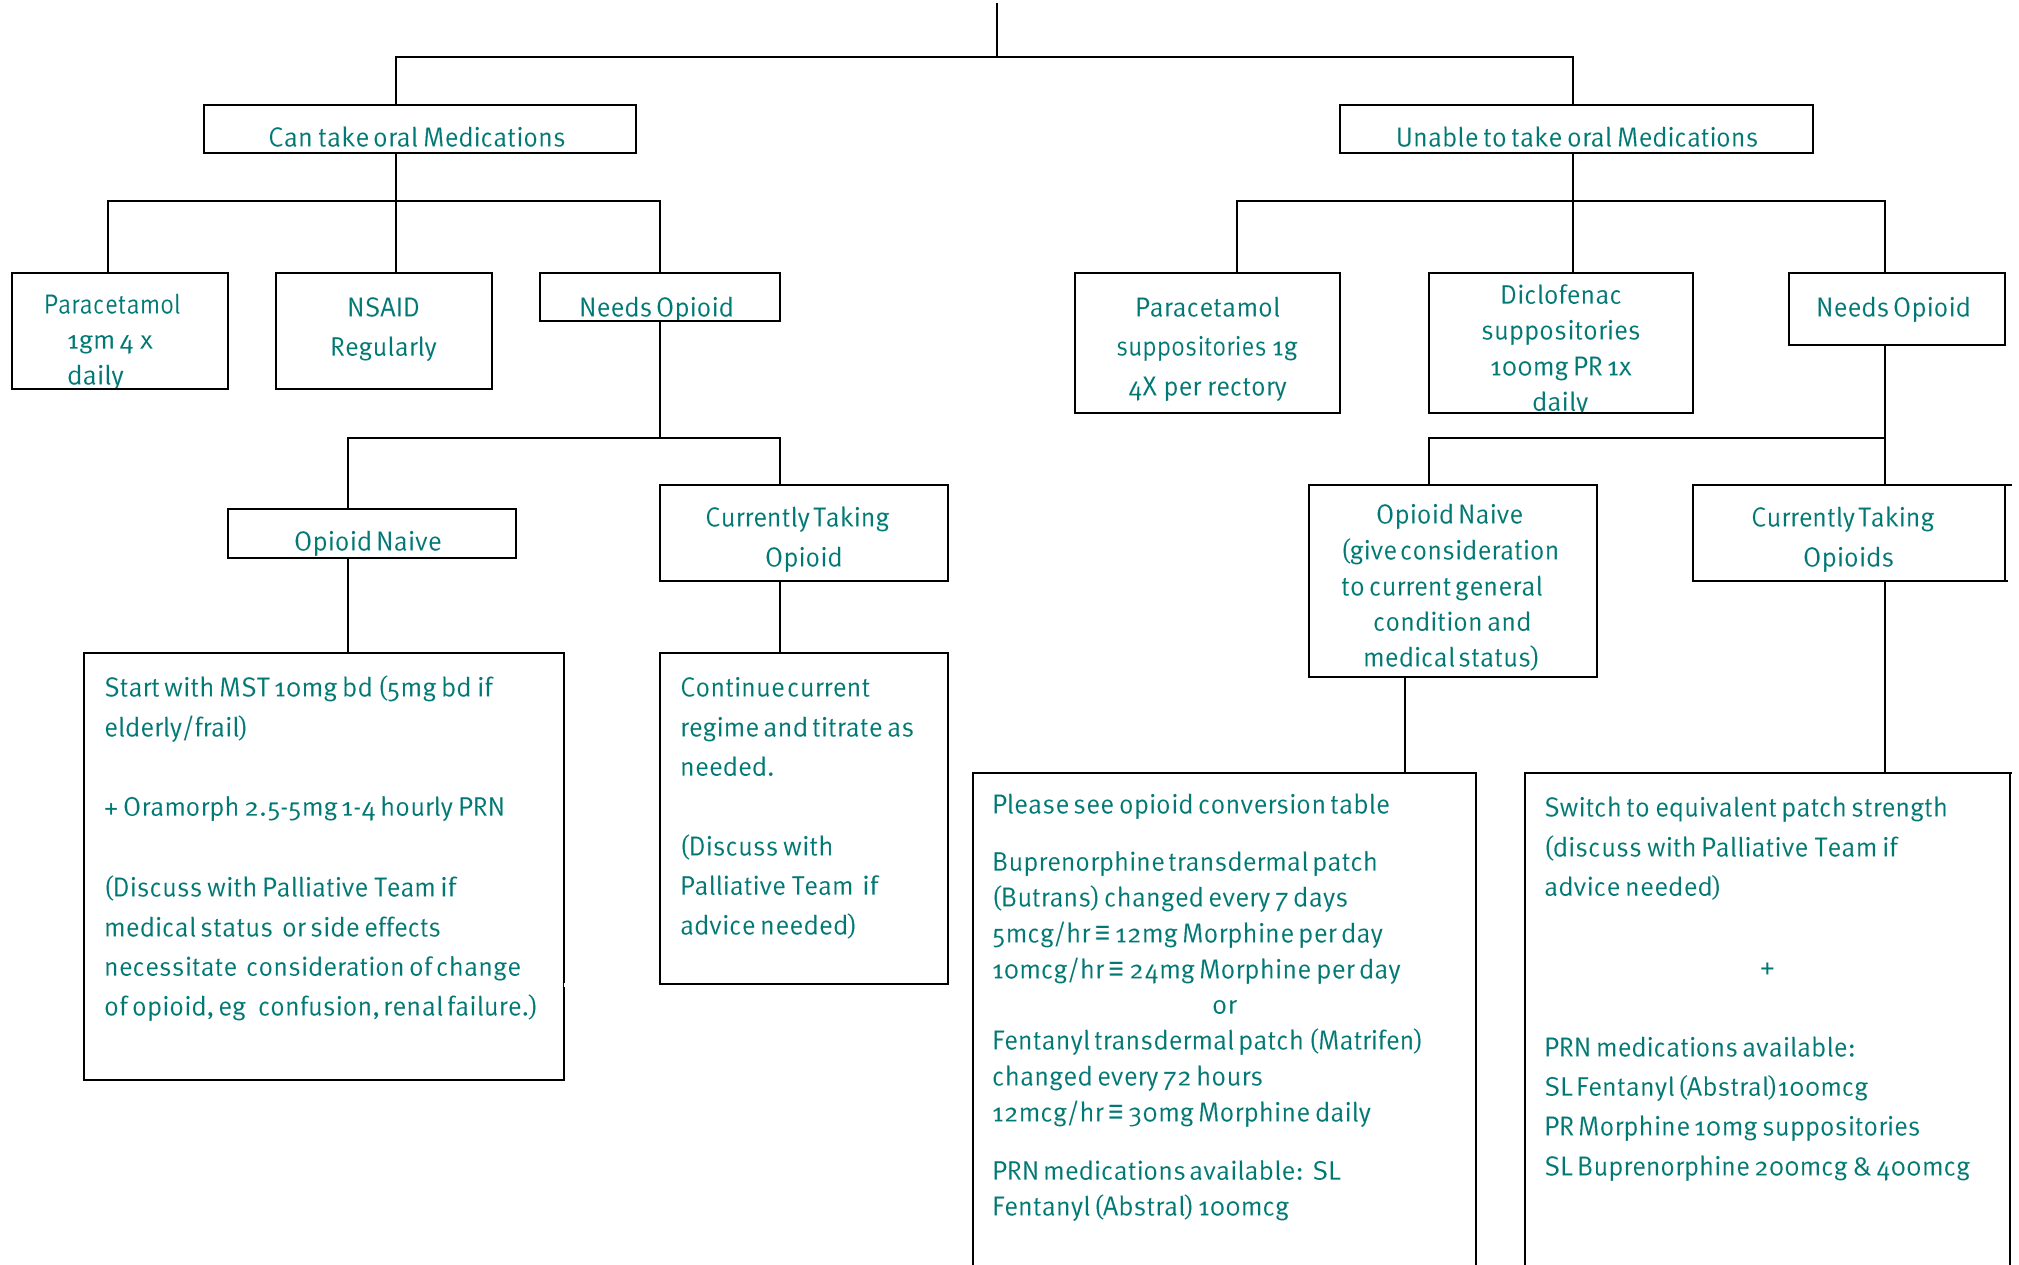 Can take oral Medications
Unable to take oral Medications
Paracetamol
1gm 4 x
daily
NSAID
Regularly
Needs Opioid
Paracetamol
suppositories 1g
4X per rectory
Diclofenac
suppositories
100mg PR 1x
daily
Needs Opioid
Opioid Naive
Currently Taking
Opioid
Opioid Naive
(give consideration
to current general
condition and
medical status)
Currently Taking
Opioids
Start with MST 10mg bd (5mg bd if
elderly/frail)
+ Oramorph 2.5-5mg 1-4 hourly PRN
(Discuss with Palliative Team if
medical status or side effects
necessitate consideration of change
of opioid, eg confusion, renal failure.)
Continue current
regime and titrate as
needed.
(Discuss with
Palliative Team if
advice needed)
Please see opioid conversion table
Buprenorphine transdermal patch
(Butrans) changed every 7 days
5mcg/hr ≡ 12mg Morphine per day
10mcg/hr ≡ 24mg Morphine per day
or
Fentanyl transdermal patch (Matrifen)
changed every 72 hours
12mcg/hr ≡ 30mg Morphine daily
PRN medications available: SL
Fentanyl (Abstral) 100mcg
Switch to equivalent patch strength
(discuss with Palliative Team if
advice needed)
+
PRN medications available:
SL Fentanyl (Abstral)100mcg
PR Morphine 10mg suppositories
SL Buprenorphine 200mcg & 400mcg